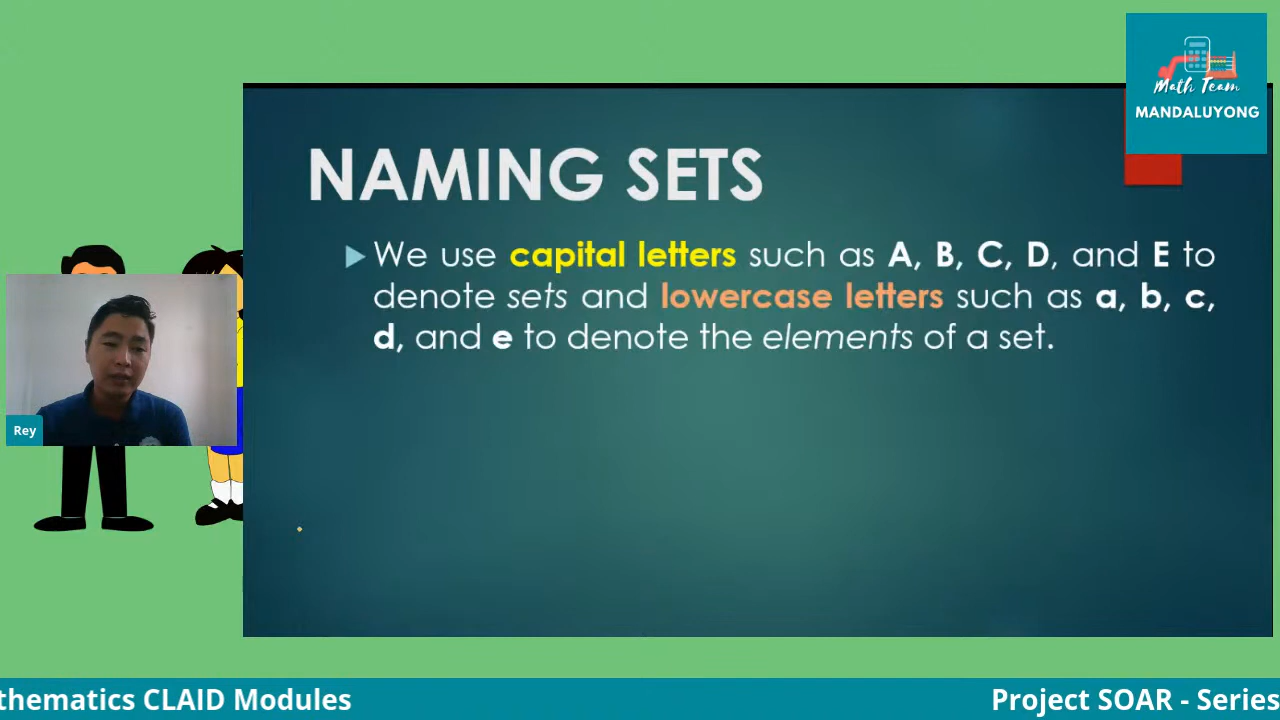 Math Team
MANDALUYONG
NAMING SETS
We use capital letters such as A, B, C, D, and E to
denote sets and lowercase letters such as a, b, c,
d, and e to denote the elements of a set.
Rey
thematics CLAID Modules
Project SOAR - Series